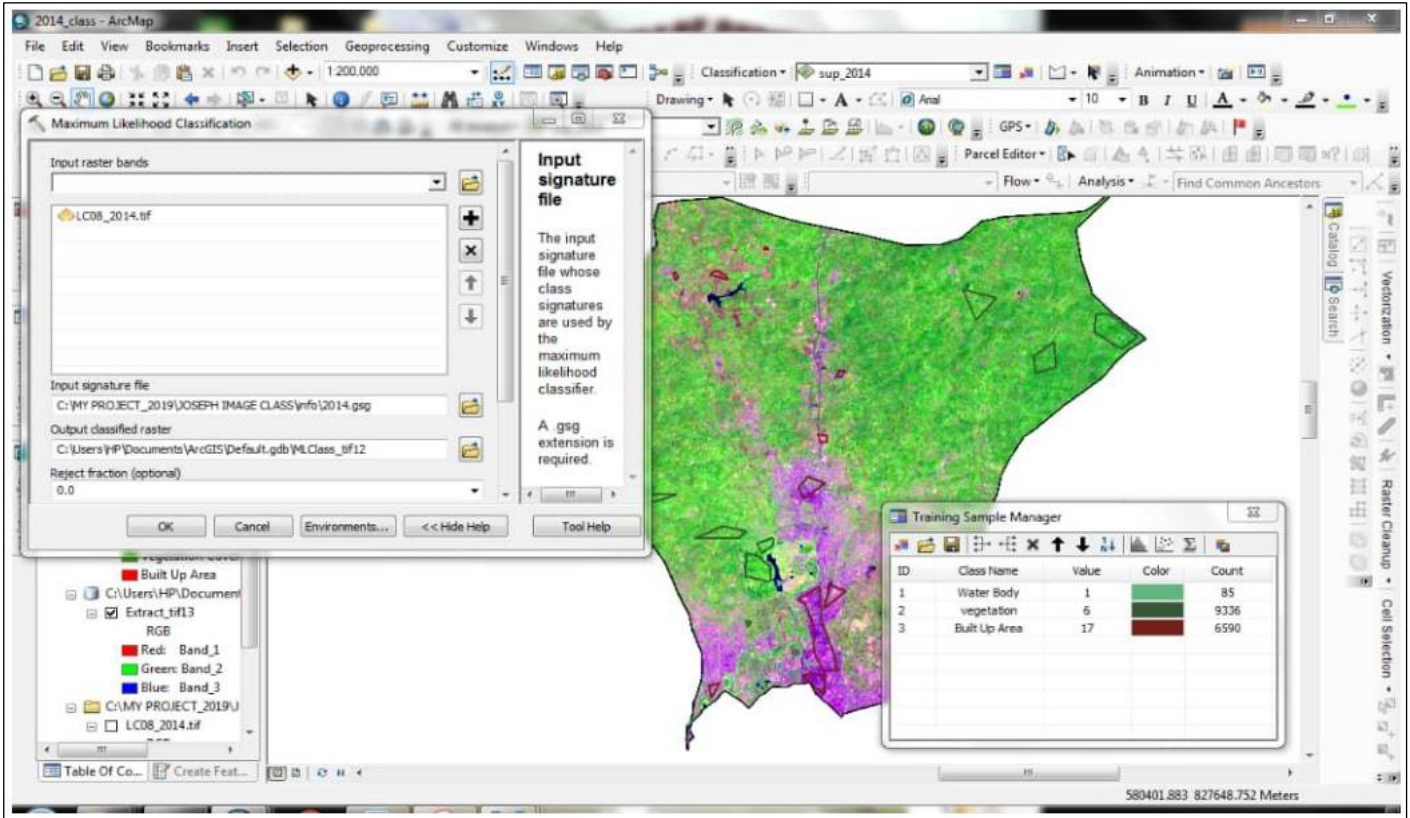 2014_class - ArcMap
File Edit View Bookmarks Insert Selection Geoprocessing Customize Windows Help
1:200,000
Classification
sup_2014
Animation
Drawing
A
Arial
10
B I U A
Maximum Likelihood Classification
GPS
Parcel Editor
Flow
Analysis
Find Common Ancestors
Input raster bands
LC08_2014.tif
Input signature file
C:\MY PROJECT_2019\JOSEPH IMAGE CLASS\info\2014.gsg
Output classified raster
C:\Users\HP\Documents\ArcGIS\Default.gdb\MLClass_tif12
Reject fraction (optional)
0.0
OK Cancel Environments... << Hide Help Tool Help
Input
signature
file
The input
signature
file whose
class
signatures
are used by
the
maximum
likelihood
classifier.
A .gsg
extension is
required.
Catalog
Search
Vectorization
Raster Cleanup
Cell Selection
Training Sample Manager
ID Class Name Value Color Count
1 Water Body 1 85
2 vegetation 6 9336
3 Built Up Area 17 6590
Built Up Area
C:\Users\HP\Document
Extract_tif13
RGB
Red: Band_1
Green: Band_2
Blue: Band_3
C:\MY PROJECT_2019\J
LC08_2014.tif
Table Of Co... Create Feat...
580401.883 827648.752 Meters